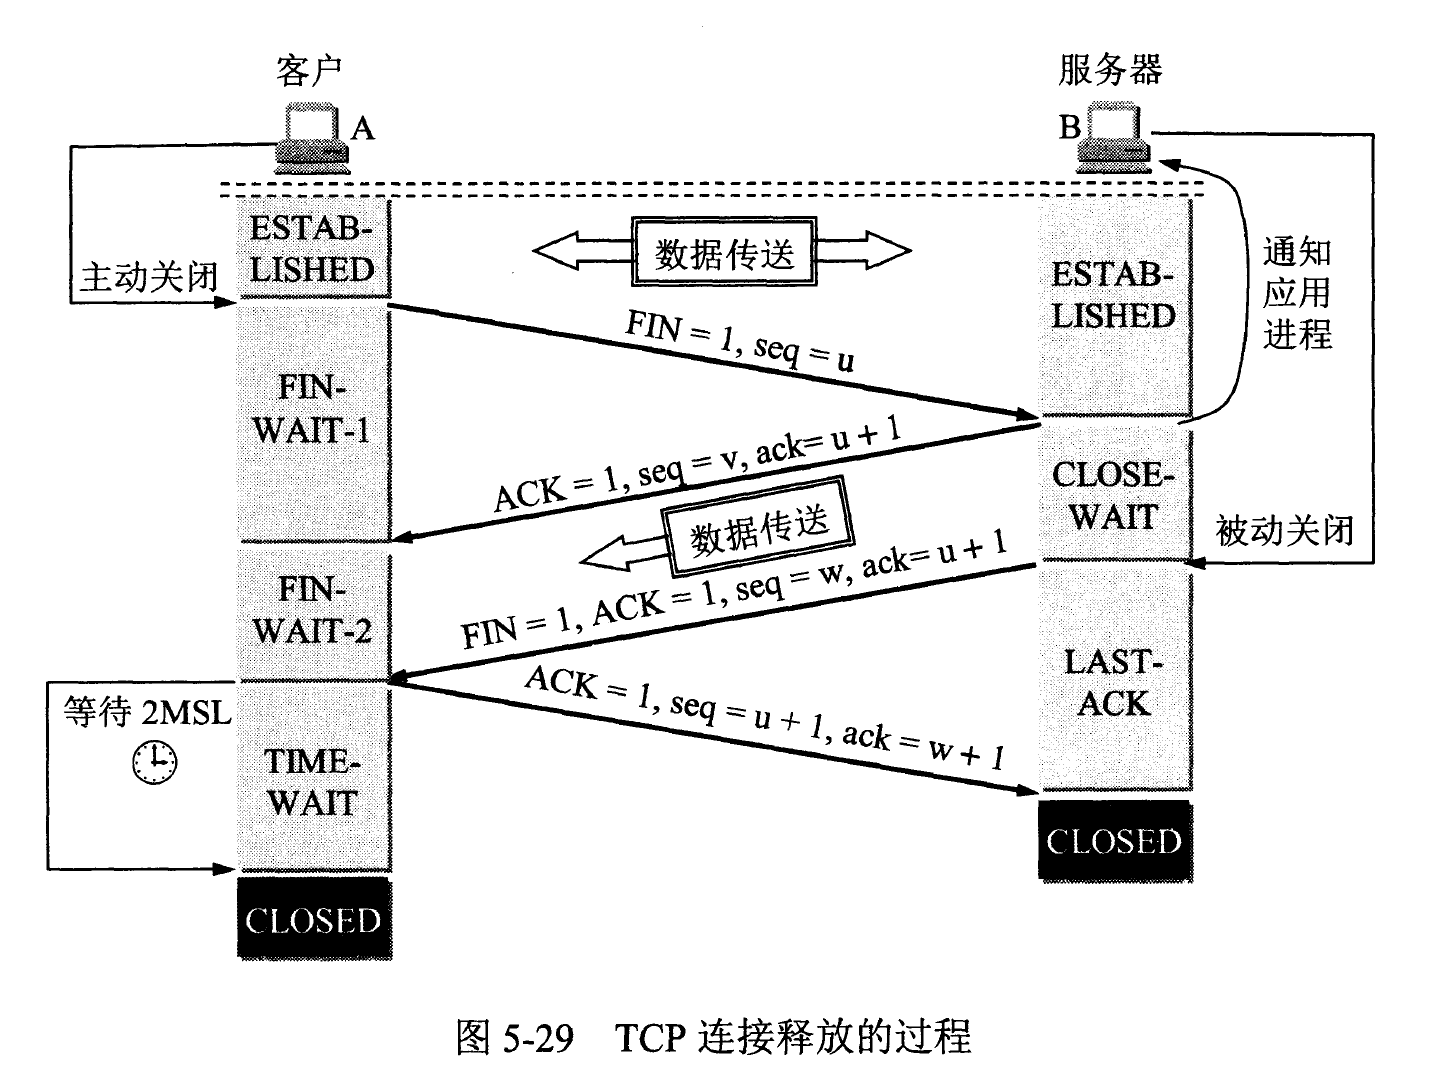 客户
服务器
A
B
ESTAB-
LISHED
数据传送
ESTAB-
LISHED
通知
应用
进程
主动关闭
FIN = 1, seq = u
FIN-
WAIT-1
ACK = 1, seq = v, ack= u + 1
CLOSE-
WAIT
数据传送
被动关闭
FIN-
WAIT-2
FIN = 1, ACK = 1, seq = w, ack= u + 1
ACK = 1, seq = u + 1, ack = w + 1
LAST-
ACK
等待 2MSL
TIME-
WAIT
CLOSED
CLOSED
图 5-29 TCP 连接释放的过程